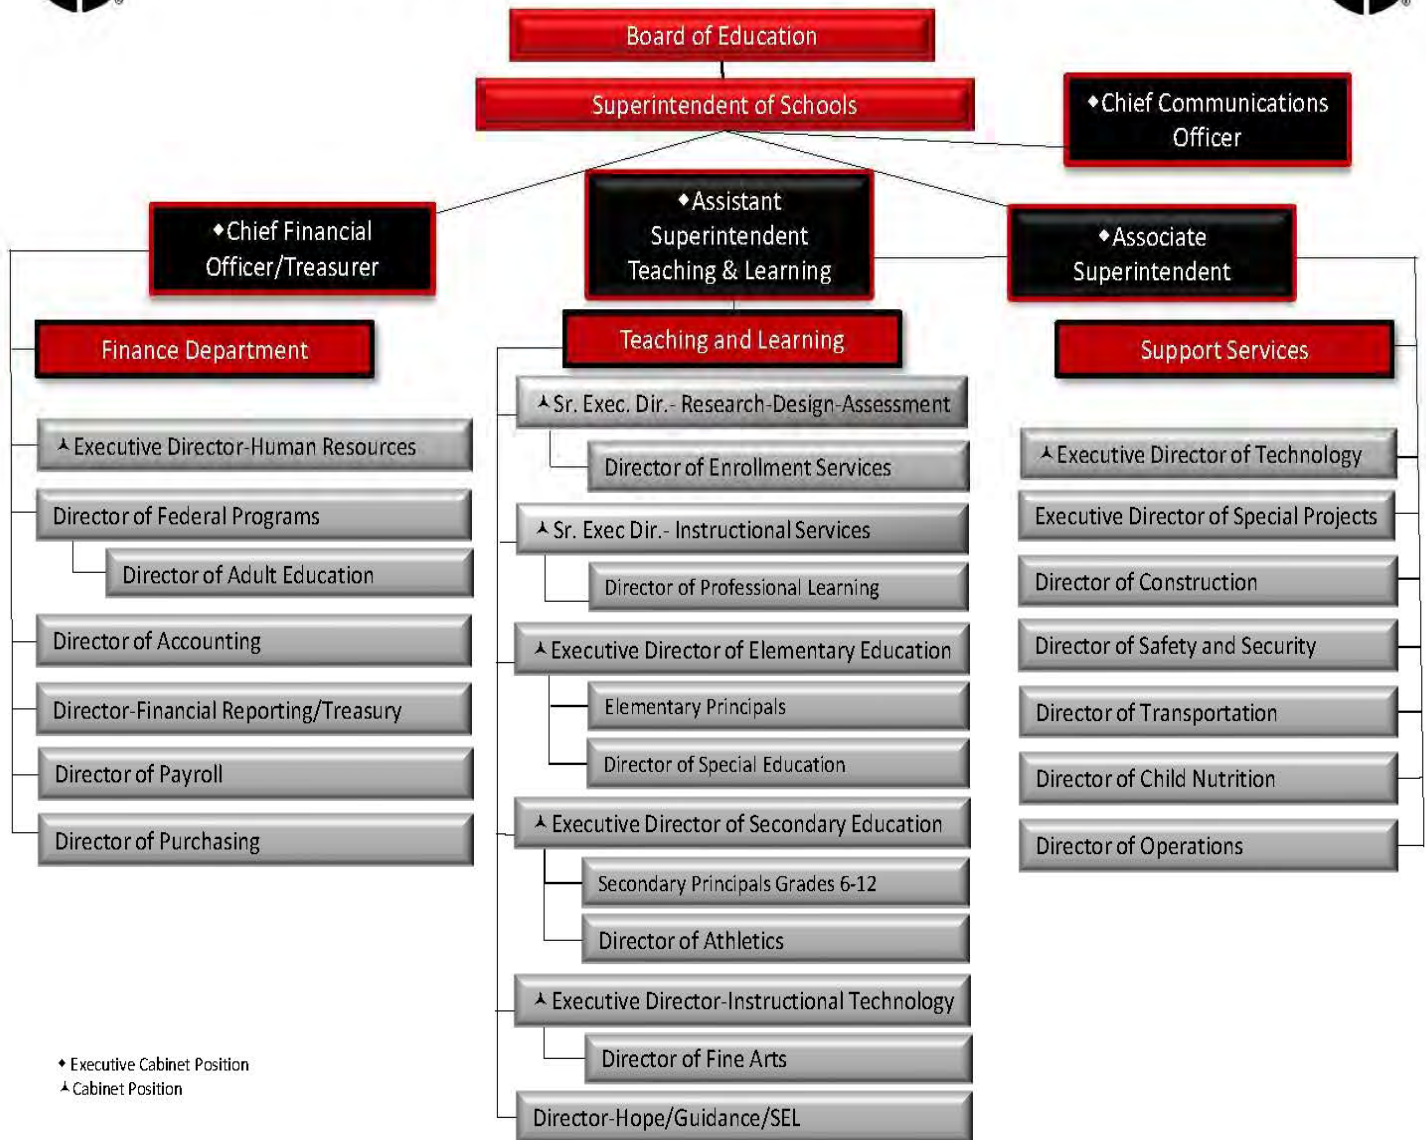 Board of Education
Superintendent of Schools
◆Chief Communications
Officer
◆Chief Financial
Officer/Treasurer
◆Assistant
Superintendent
Teaching & Learning
◆Associate
Superintendent
Finance Department
⅄Executive Director-Human Resources
Director of Federal Programs
Director of Adult Education
Director of Accounting
Director-Financial Reporting/Treasury
Director of Payroll
Director of Purchasing
Teaching and Learning
⅄Sr. Exec. Dir.- Research-Design-Assessment
Director of Enrollment Services
⅄Sr. Exec Dir.- Instructional Services
Director of Professional Learning
⅄Executive Director of Elementary Education
Elementary Principals
Director of Special Education
⅄Executive Director of Secondary Education
Secondary Principals Grades 6-12
Director of Athletics
⅄Executive Director-Instructional Technology
Director of Fine Arts
Director-Hope/Guidance/SEL
Support Services
⅄Executive Director of Technology
Executive Director of Special Projects
Director of Construction
Director of Safety and Security
Director of Transportation
Director of Child Nutrition
Director of Operations
◆ Executive Cabinet Position
⅄Cabinet Position